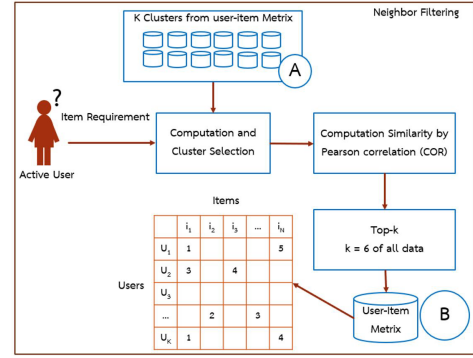 Neighbor Filtering
K Clusters from user-item Metrix
A
?
Item Requirement
Active User
Computation and
Cluster Selection
Computation Similarity by
Pearson correlation (COR)
Top-k
k = 6 of all data
User-Item
Metrix
B
Items
Users
i1 i2 i3 ... iN
U1 1 5
U2 3 4
U3
... 2 3
UK 1 4